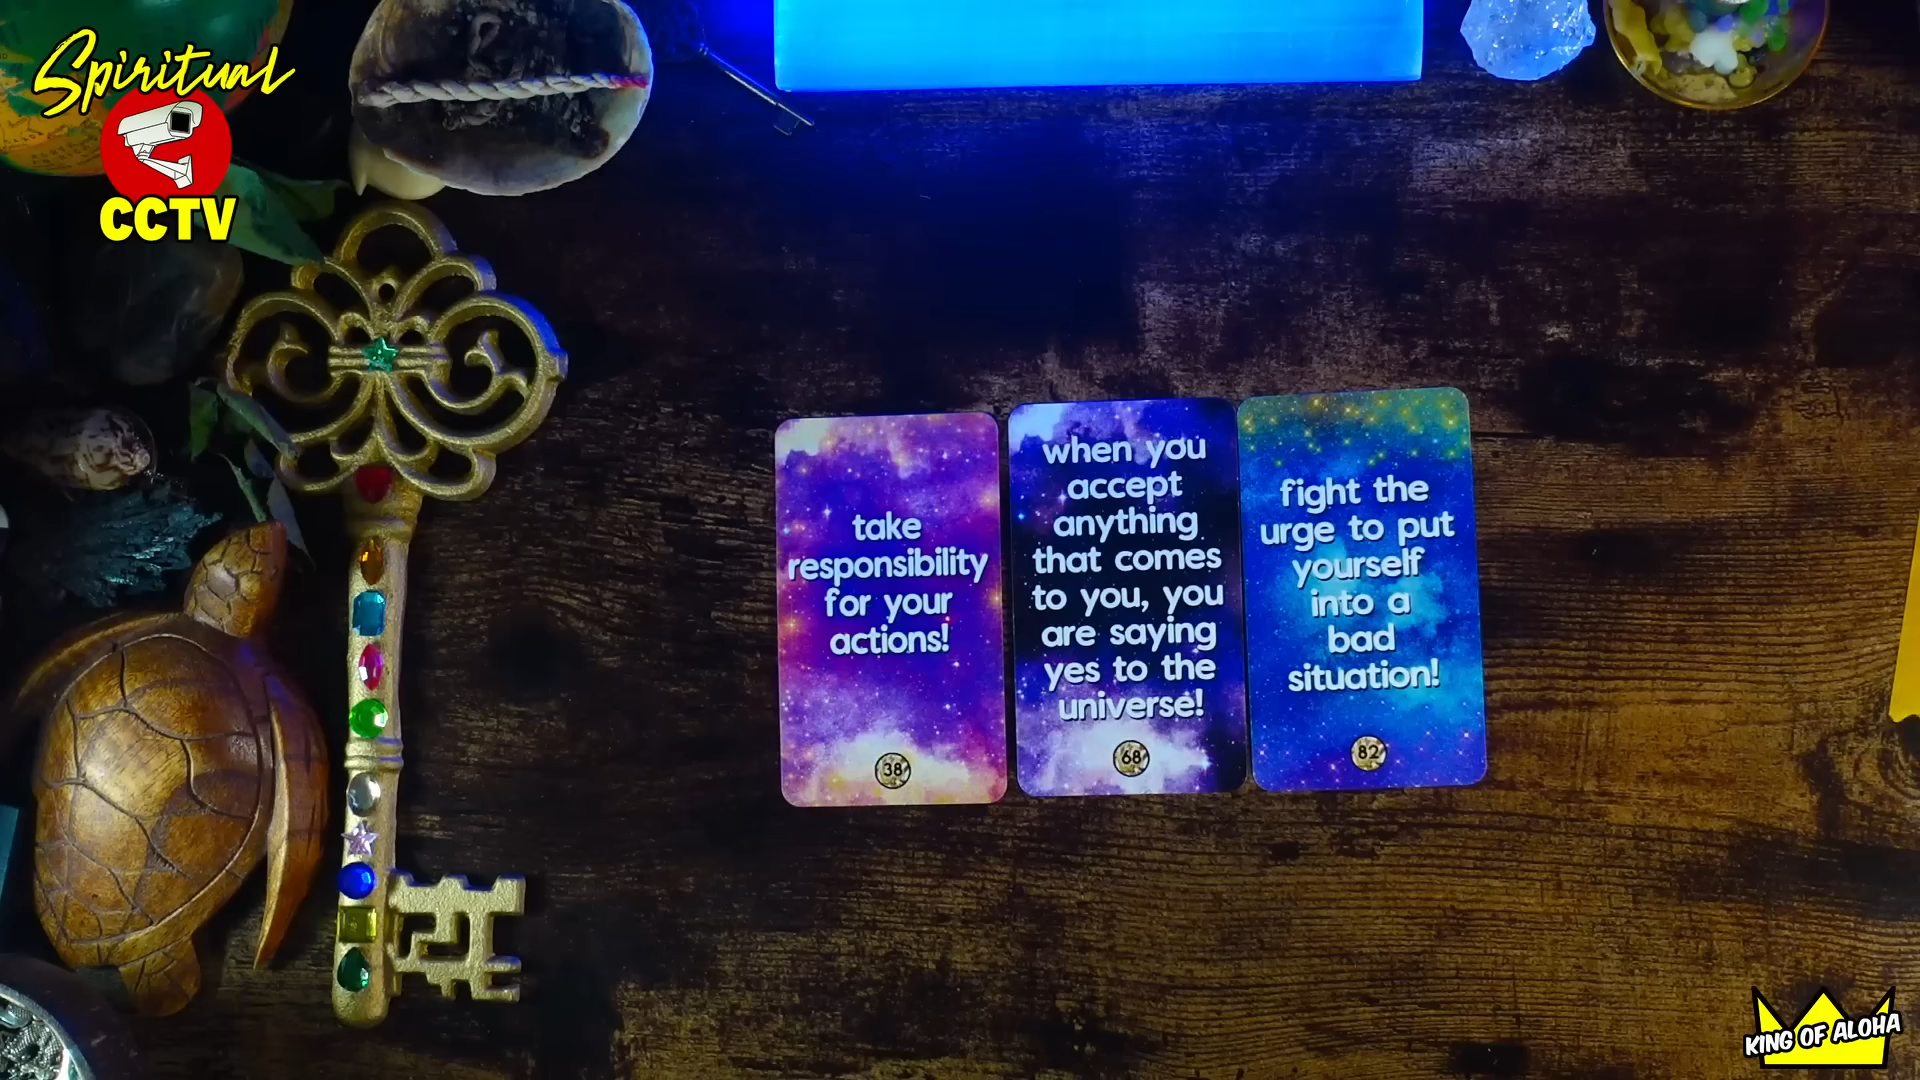 Spiritual
CCTV
take
responsibility
for your
actions!
38
when you
accept
anything
that comes
to you, you
are saying
yes to the
universe!
68
fight the
urge to put
yourself
into a
bad
situation!
82
KING OF ALOHA